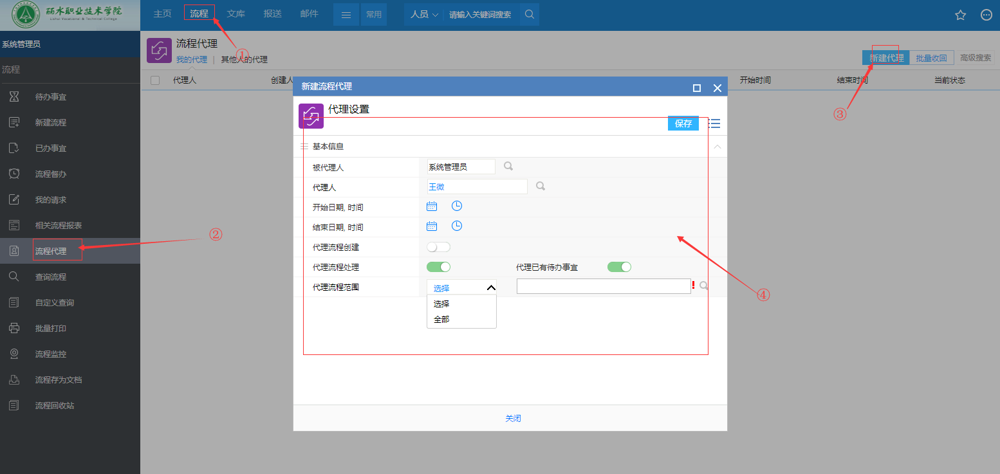 丽水职业技术学院
Lishui Vocational & Technical College
主页 流程 文库 报送 邮件 常用 人员 请输入关键词搜索
①
系统管理员
流程
待办事宜
新建流程
已办事宜
流程督办
我的请求
相关流程报表
流程代理
②
查询流程
自定义查询
批量打印
流程监控
流程存为文档
流程回收站
流程代理
我的代理 | 其他人的代理
新建代理 批量收回 高级搜索
③
代理人 创建人 开始时间 结束时间 当前状态
新建流程代理
代理设置
保存
基本信息
被代理人 系统管理员
代理人 王微
开始日期, 时间
结束日期, 时间
代理流程创建
代理流程处理 代理已有待办事宜
代理流程范围 选择 !
选择
全部
④
关闭